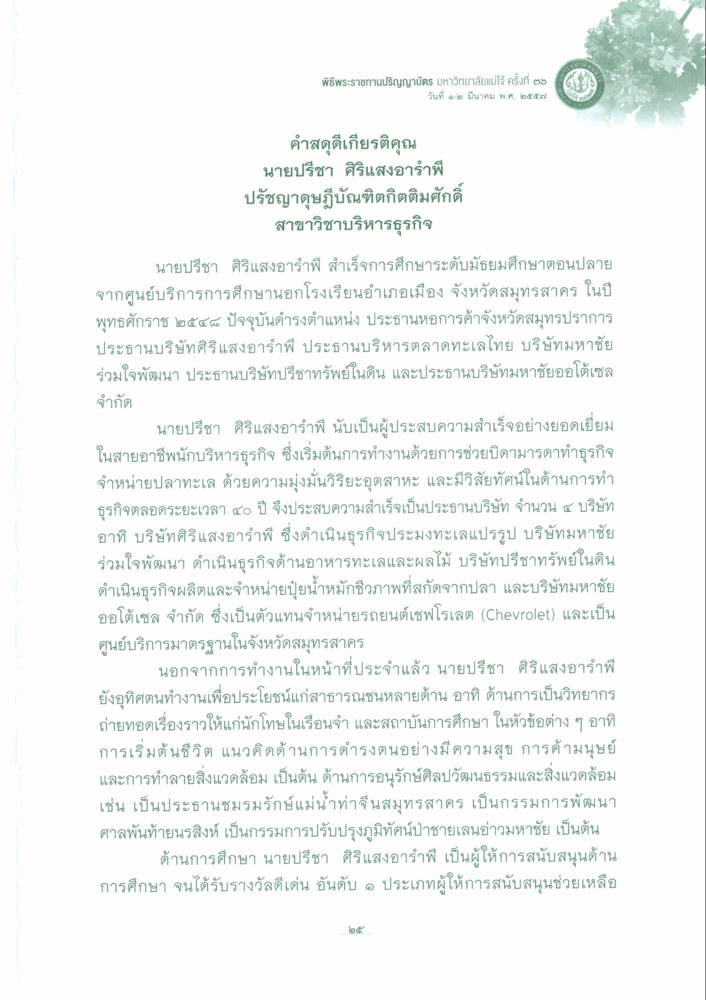 พิธีพระราชทานปริญญาบัตร มหาวิทยาลัยแม่โจ้ ครั้งที่ ๓๖
วันที่ ๑-๒ มีนาคม พ.ศ. ๒๕๕๗
มหาวิทยาลัยแม่โจ้
MAEJO UNIVERSITY
คำสดุดีเกียรติคุณ
นายปรีชา ศิริแสงอารำพี
ปรัชญาดุษฎีบัณฑิตกิตติมศักดิ์
สาขาวิชาบริหารธุรกิจ
นายปรีชา ศิริแสงอารำพี สำเร็จการศึกษาระดับมัธยมศึกษาตอนปลาย
จากศูนย์บริการการศึกษานอกโรงเรียนอำเภอเมือง จังหวัดสมุทรสาคร ในปี
พุทธศักราช ๒๕๔๘ ปัจจุบันดำรงตำแหน่ง ประธานหอการค้าจังหวัดสมุทรปราการ
ประธานบริษัทศิริแสงอารำพี ประธานบริหารตลาดทะเลไทย บริษัทมหาชัย
ร่วมใจพัฒนา ประธานบริษัทปรีชาทรัพย์ในดิน และประธานบริษัทมหาชัยออโต้เซล
จำกัด
นายปรีชา ศิริแสงอารำพี นับเป็นผู้ประสบความสำเร็จอย่างยอดเยี่ยม
ในสายอาชีพนักบริหารธุรกิจ ซึ่งเริ่มต้นการทำงานด้วยการช่วยบิดามารดาทำธุรกิจ
จำหน่ายปลาทะเล ด้วยความมุ่งมั่นวิริยะอุตสาหะ และมีวิสัยทัศน์ในด้านการทำ
ธุรกิจตลอดระยะเวลา ๔๐ ปี จึงประสบความสำเร็จเป็นประธานบริษัท จำนวน ๔ บริษัท
อาทิ บริษัทศิริแสงอารำพี ซึ่งดำเนินธุรกิจประมงทะเลแปรรูป บริษัทมหาชัย
ร่วมใจพัฒนา ดำเนินธุรกิจด้านอาหารทะเลและผลไม้ บริษัทปรีชาทรัพย์ในดิน
ดำเนินธุรกิจผลิตและจำหน่ายปุ๋ยน้ำหมักชีวภาพที่สกัดจากปลา และบริษัทมหาชัย
ออโต้เซล จำกัด ซึ่งเป็นตัวแทนจำหน่ายรถยนต์เชฟโรเลต (Chevrolet) และเป็น
ศูนย์บริการมาตรฐานในจังหวัดสมุทรสาคร
นอกจากการทำงานในหน้าที่ประจำแล้ว นายปรีชา ศิริแสงอารำพี
ยังอุทิศตนทำงานเพื่อประโยชน์แก่สาธารณชนหลายด้าน อาทิ ด้านการเป็นวิทยากร
ถ่ายทอดเรื่องราวให้แก่นักโทษในเรือนจำ และสถาบันการศึกษา ในหัวข้อต่าง ๆ อาทิ
การเริ่มต้นชีวิต แนวคิดด้านการดำรงตนอย่างมีความสุข การค้ามนุษย์
และการทำลายสิ่งแวดล้อม เป็นต้น ด้านการอนุรักษ์ศิลปวัฒนธรรมและสิ่งแวดล้อม
เช่น เป็นประธานชมรมรักษ์แม่น้ำท่าจีนสมุทรสาคร เป็นกรรมการพัฒนา
ศาลพันท้ายนรสิงห์ เป็นกรรมการปรับปรุงภูมิทัศน์ป่าชายเลนอ่าวมหาชัย เป็นต้น
ด้านการศึกษา นายปรีชา ศิริแสงอารำพี เป็นผู้ให้การสนับสนุนด้าน
การศึกษา จนได้รับรางวัลดีเด่น อันดับ ๑ ประเภทผู้ให้การสนับสนุนช่วยเหลือ
๒๕